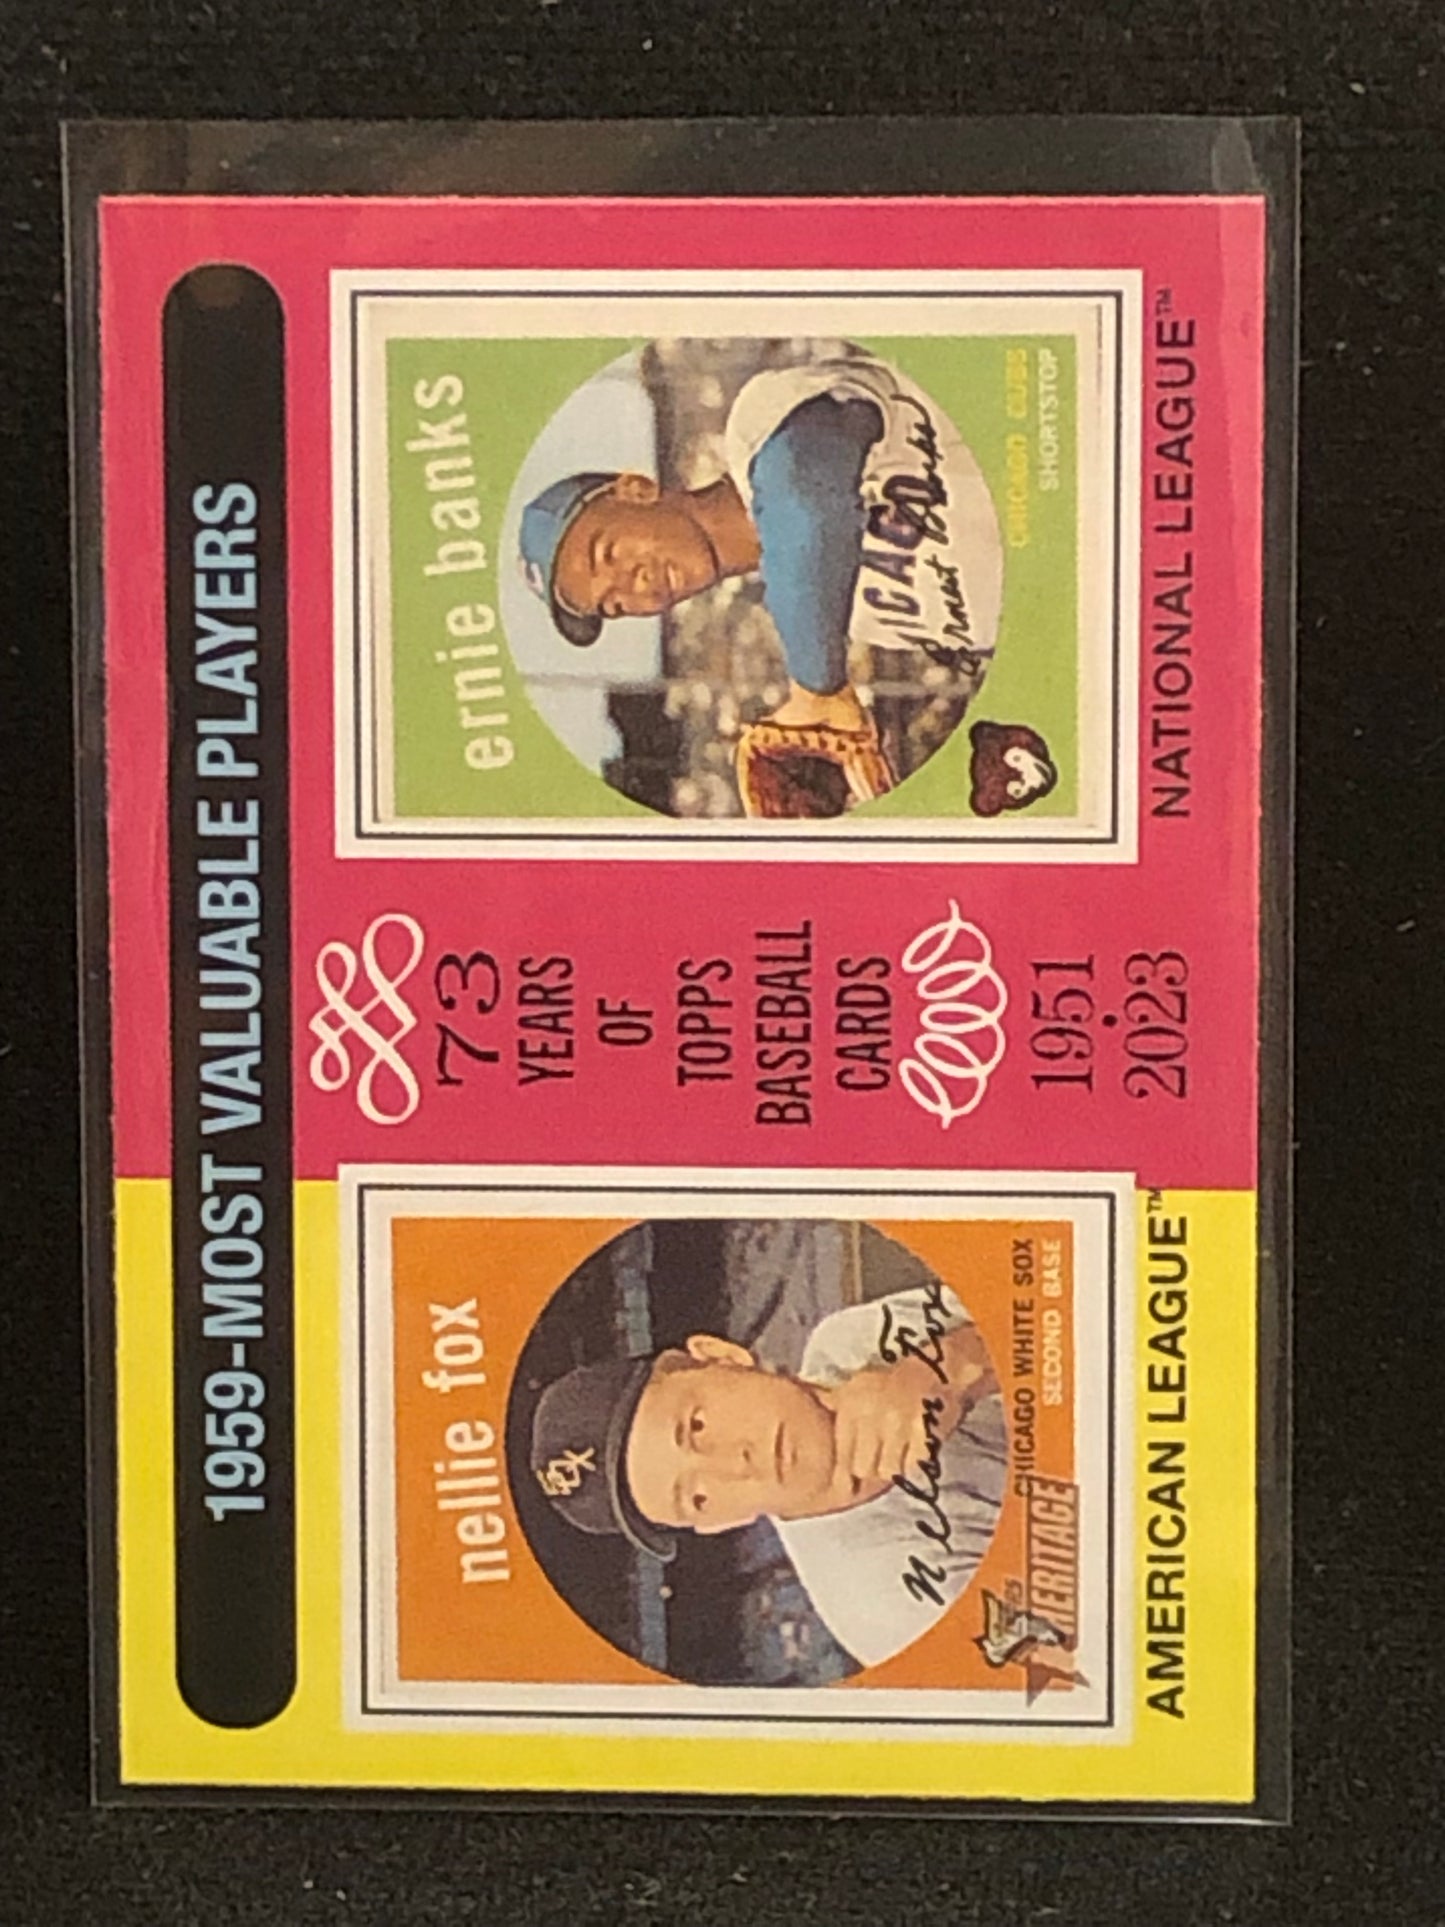 1959-MOST VALUABLE PLAYERS
nellie fox
Nelson Fox
CHICAGO WHITE SOX
SECOND BASE
HERITAGE
AMERICAN LEAGUE™
73
YEARS
OF
TOPPS
BASEBALL
CARDS
1951
2023
ernie banks
CHICAGO
Ernest Banks
CHICAGO CUBS
SHORTSTOP
NATIONAL LEAGUE™